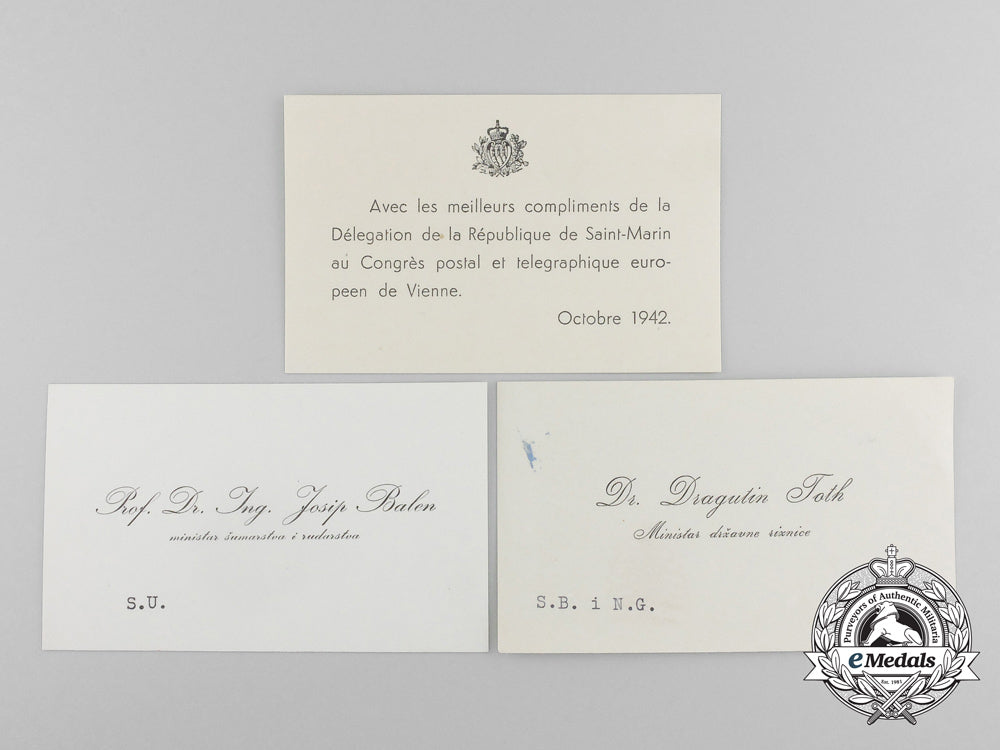 Avec les meilleurs compliments de la
Délegation de la République de Saint-Marin
au Congrès postal et telegraphique euro-
peen de Vienne.
Octobre 1942.
Prof. Dr. Ing. Josip Balen
ministar šumarstva i rudarstva
S.U.
Dr. Dragutin Toth
Ministar državne riznice
S.B. i N.G.
Purveyors of Authentic Militaria
eMedals
Est. 1981